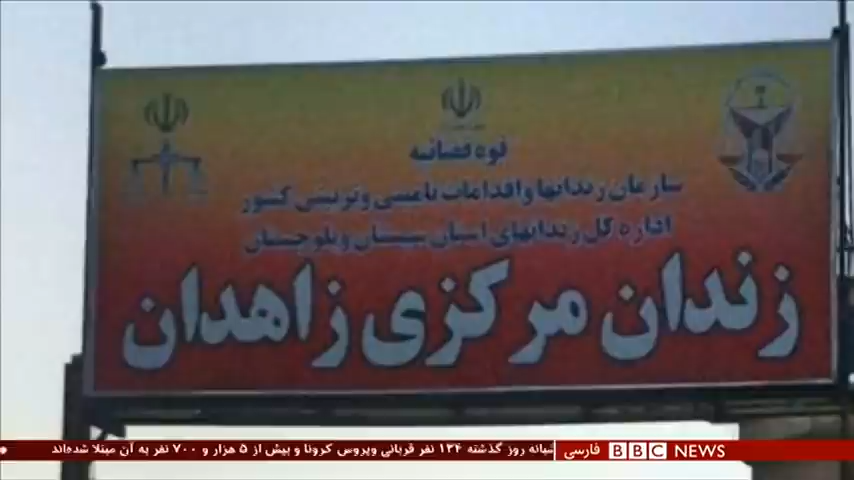 قوه قضائیه
سازمان زندانها و اقدامات تامینی و تربیتی کشور
اداره کل زندانهای استان سیستان و بلوچستان
زندان مرکزی زاهدان
شبانه روز گذشته ۱۳۴ نفر قربانی ویروس کرونا و بیش از ۵ هزار و ۷۰۰ نفر به آن مبتلا شده‌اند
BBC NEWS فارسی